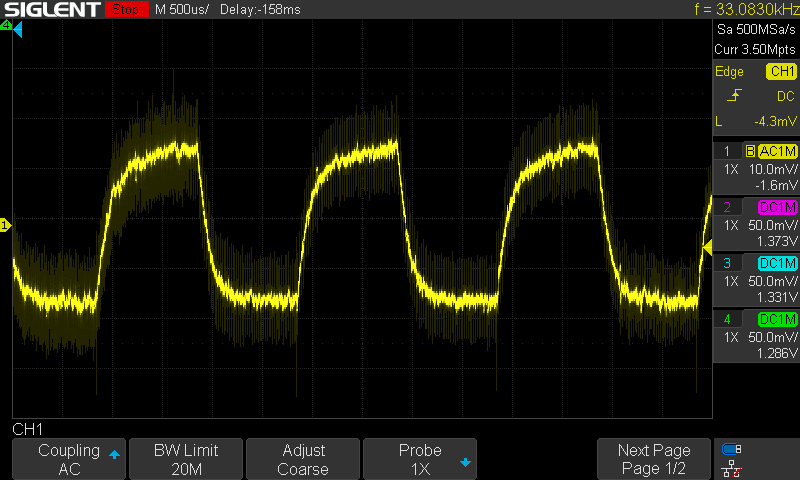 SIGLENT Stop M 500us/ Delay:-158ms f = 33.0830kHz
Sa 500MSa/s
Curr 3.50Mpts
Edge CH1
DC
L -4.3mV
1 B AC1M
1X 10.0mV/
-1.6mV
2 DC1M
1X 50.0mV/
1.373V
3 DC1M
1X 50.0mV/
1.331V
4 DC1M
1X 50.0mV/
1.286V
4
1
CH1
Coupling
AC
BW Limit
20M
Adjust
Coarse
Probe
1X
Next Page
Page 1/2